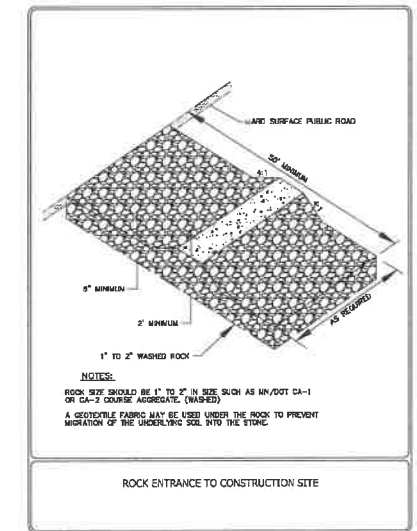 HARD SURFACE PUBLIC ROAD
50' MINIMUM
4:1
4:1
6" MINIMUM
2' MINIMUM
AS REQUIRED
1" TO 2" WASHED ROCK
NOTES:
ROCK SIZE SHOULD BE 1" TO 2" IN SIZE SUCH AS MN/DOT CA-1
OR CA-2 COURSE AGGREGATE. (WASHED)
A GEOTEXTILE FABRIC MAY BE USED UNDER THE ROCK TO PREVENT
MIGRATION OF THE UNDERLYING SOIL INTO THE STONE.
ROCK ENTRANCE TO CONSTRUCTION SITE